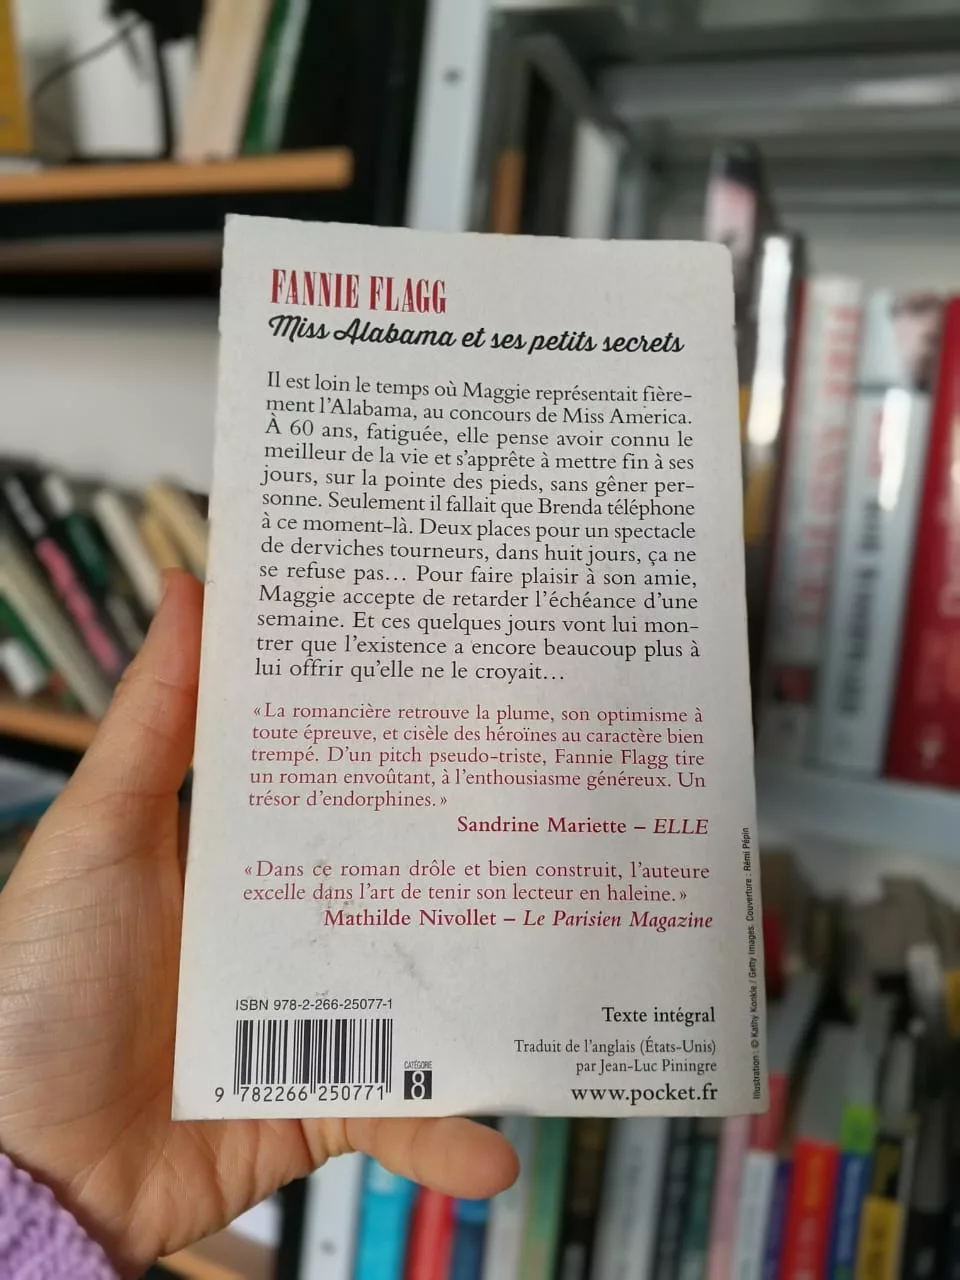 FANNIE FLAGG
Miss Alabama et ses petits secrets
Il est loin le temps où Maggie représentait fière-
ment l'Alabama, au concours de Miss America.
À 60 ans, fatiguée, elle pense avoir connu le
meilleur de la vie et s'apprête à mettre fin à ses
jours, sur la pointe des pieds, sans gêner per-
sonne. Seulement il fallait que Brenda téléphone
à ce moment-là. Deux places pour un spectacle
de derviches tourneurs, dans huit jours, ça ne
se refuse pas... Pour faire plaisir à son amie,
Maggie accepte de retarder l'échéance d'une
semaine. Et ces quelques jours vont lui mon-
trer que l'existence a encore beaucoup plus à
lui offrir qu'elle ne le croyait...
« La romancière retrouve la plume, son optimisme à
toute épreuve, et cisèle des héroïnes au caractère bien
trempé. D'un pitch pseudo-triste, Fannie Flagg tire
un roman envoûtant, à l'enthousiasme généreux. Un
trésor d'endorphines. »
Sandrine Mariette – ELLE
« Dans ce roman drôle et bien construit, l'auteure
excelle dans l'art de tenir son lecteur en haleine. »
Mathilde Nivollet – Le Parisien Magazine
ISBN 978-2-266-25077-1
9 782266 250771
CATÉGORIE
8
Texte intégral
Traduit de l'anglais (États-Unis)
par Jean-Luc Piningre
www.pocket.fr
Illustration : © Kathy Konkle / Getty Images. Couverture : Rémi Pépin